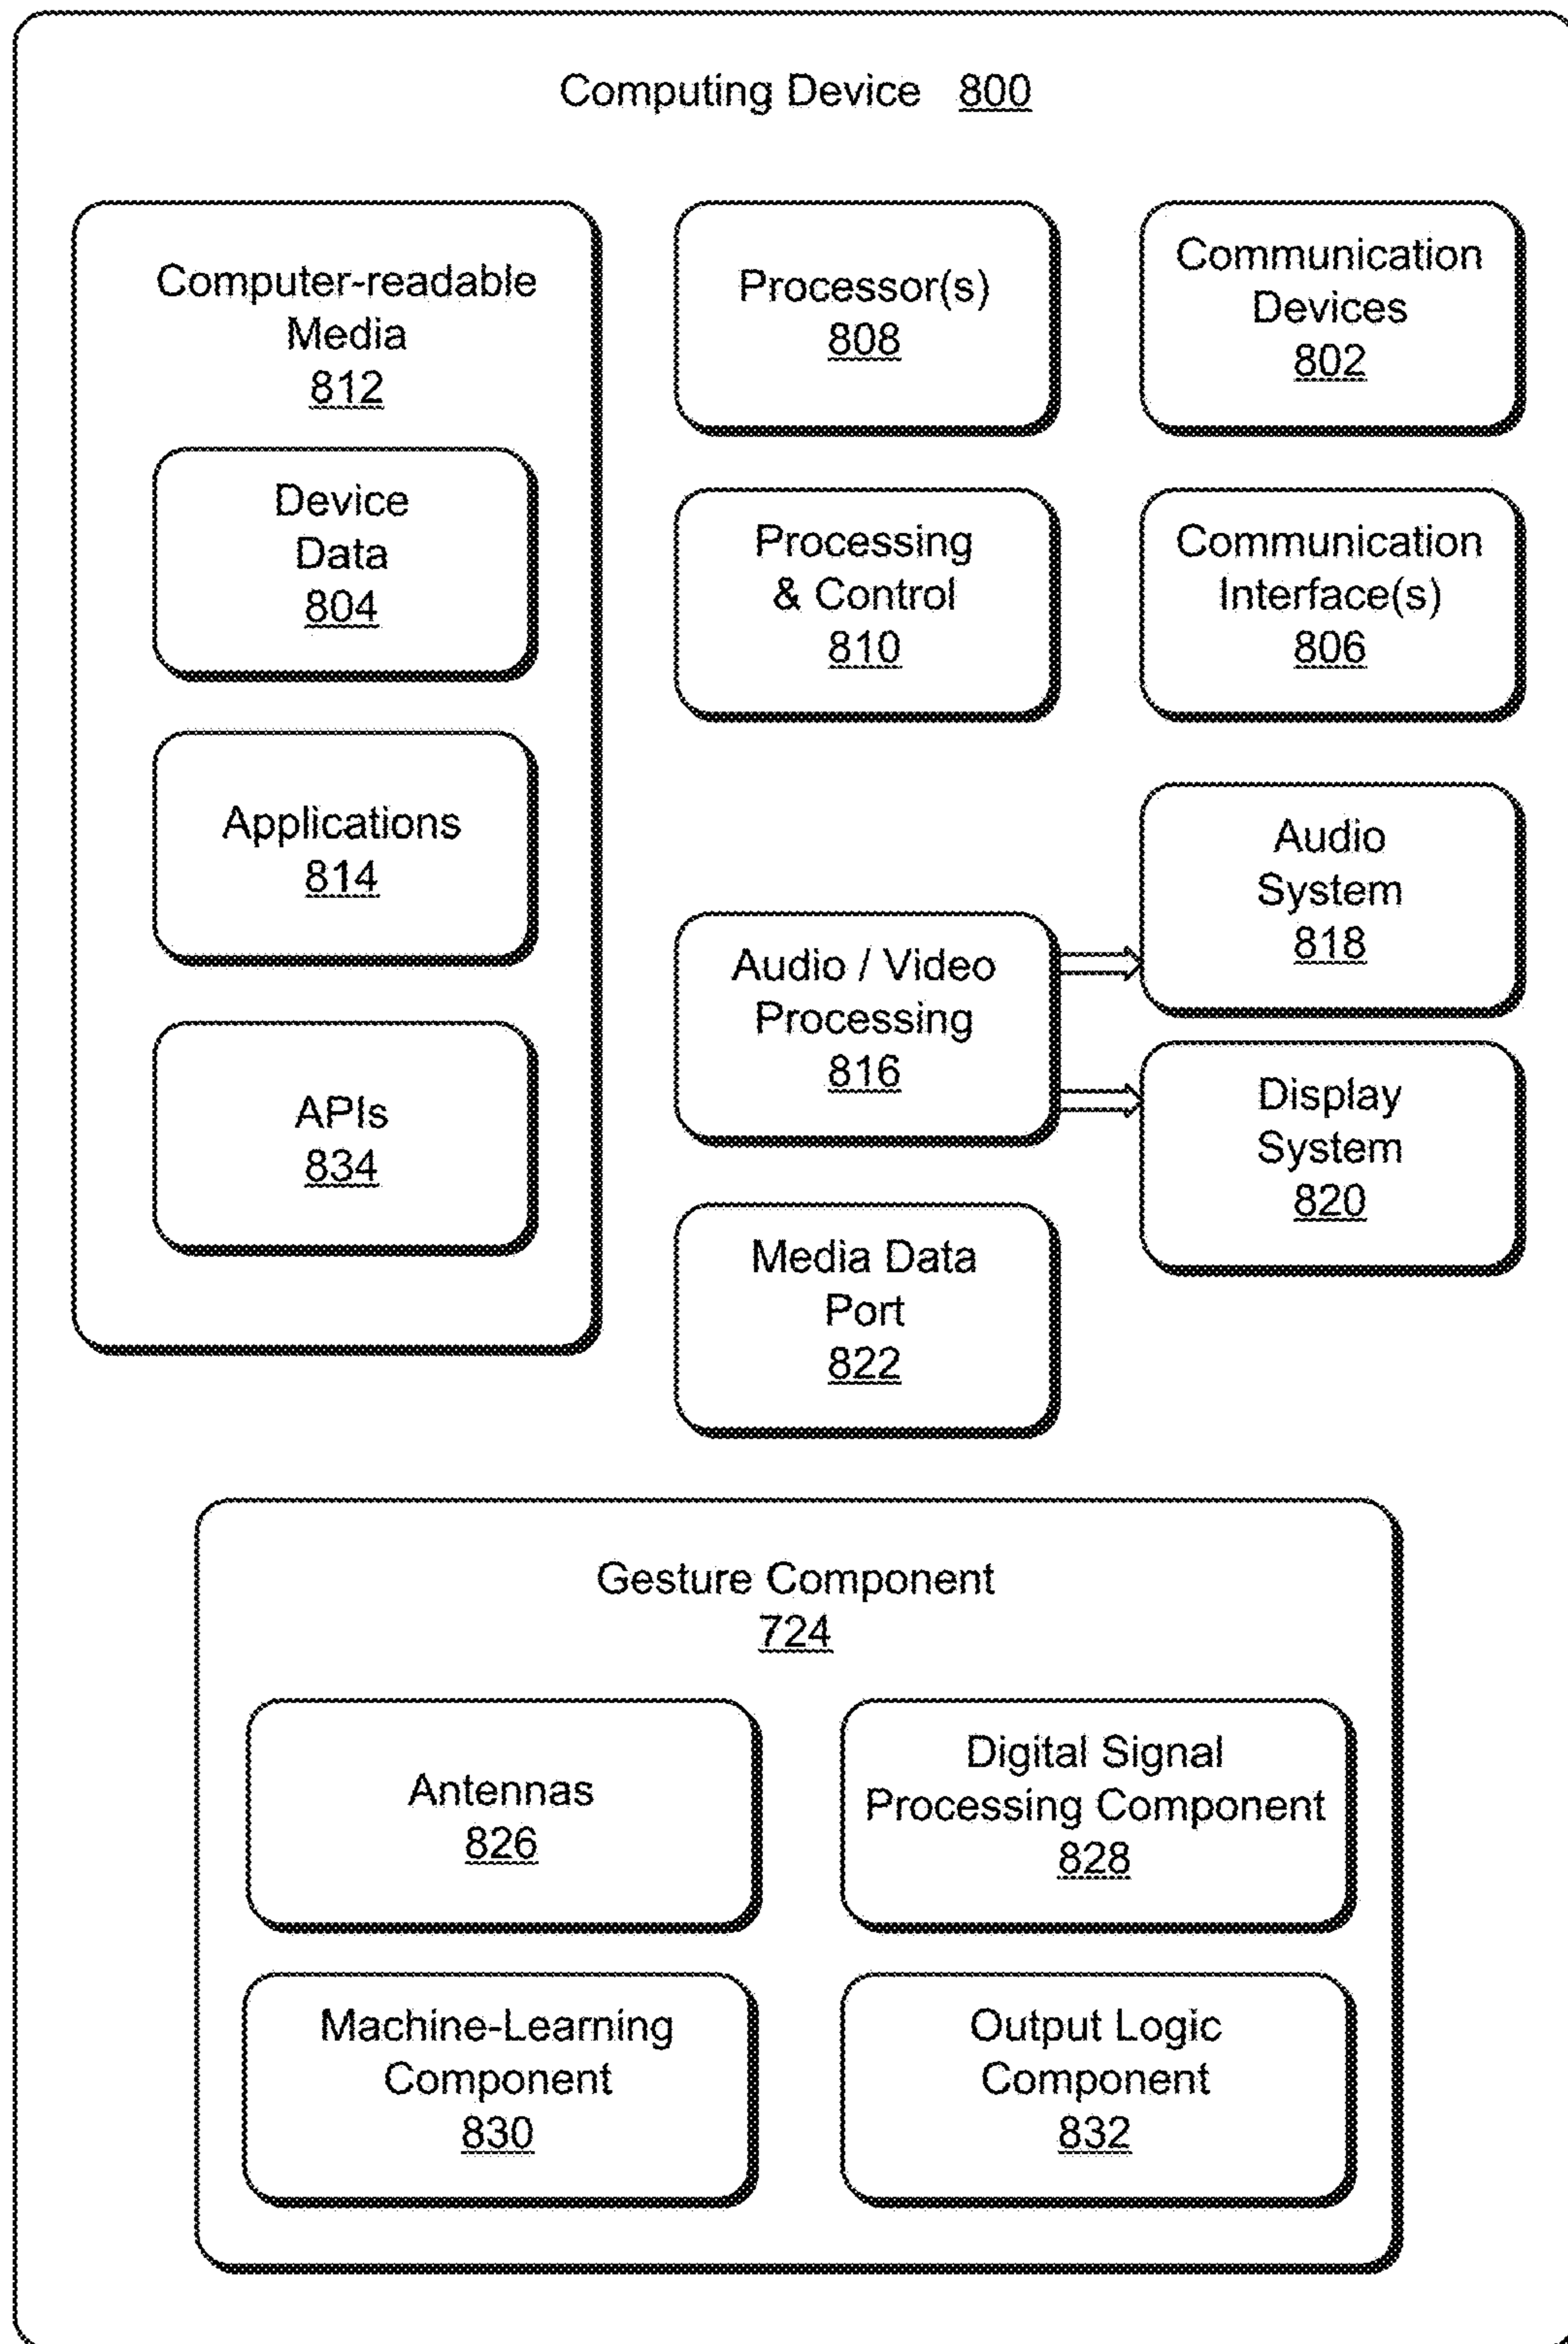 Computing Device 800
Computer-readable
Media
812
Device
Data
804
Applications
814
APIs
834
Processor(s)
808
Communication
Devices
802
Processing
& Control
810
Communication
Interface(s)
806
Audio / Video
Processing
816
Audio
System
818
Display
System
820
Media Data
Port
822
Gesture Component
724
Antennas
826
Digital Signal
Processing Component
828
Machine-Learning
Component
830
Output Logic
Component
832